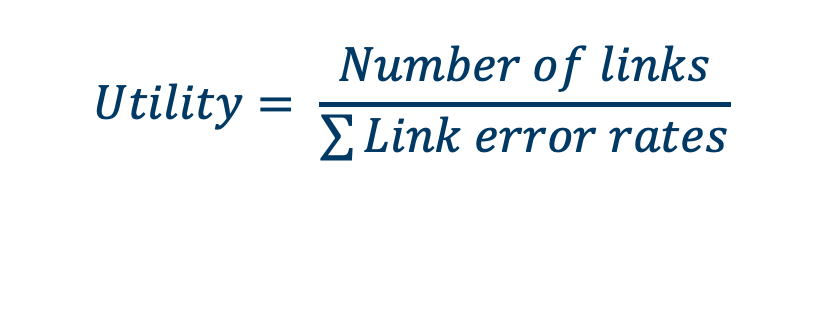 Utility = Number of links
∑ Link error rates